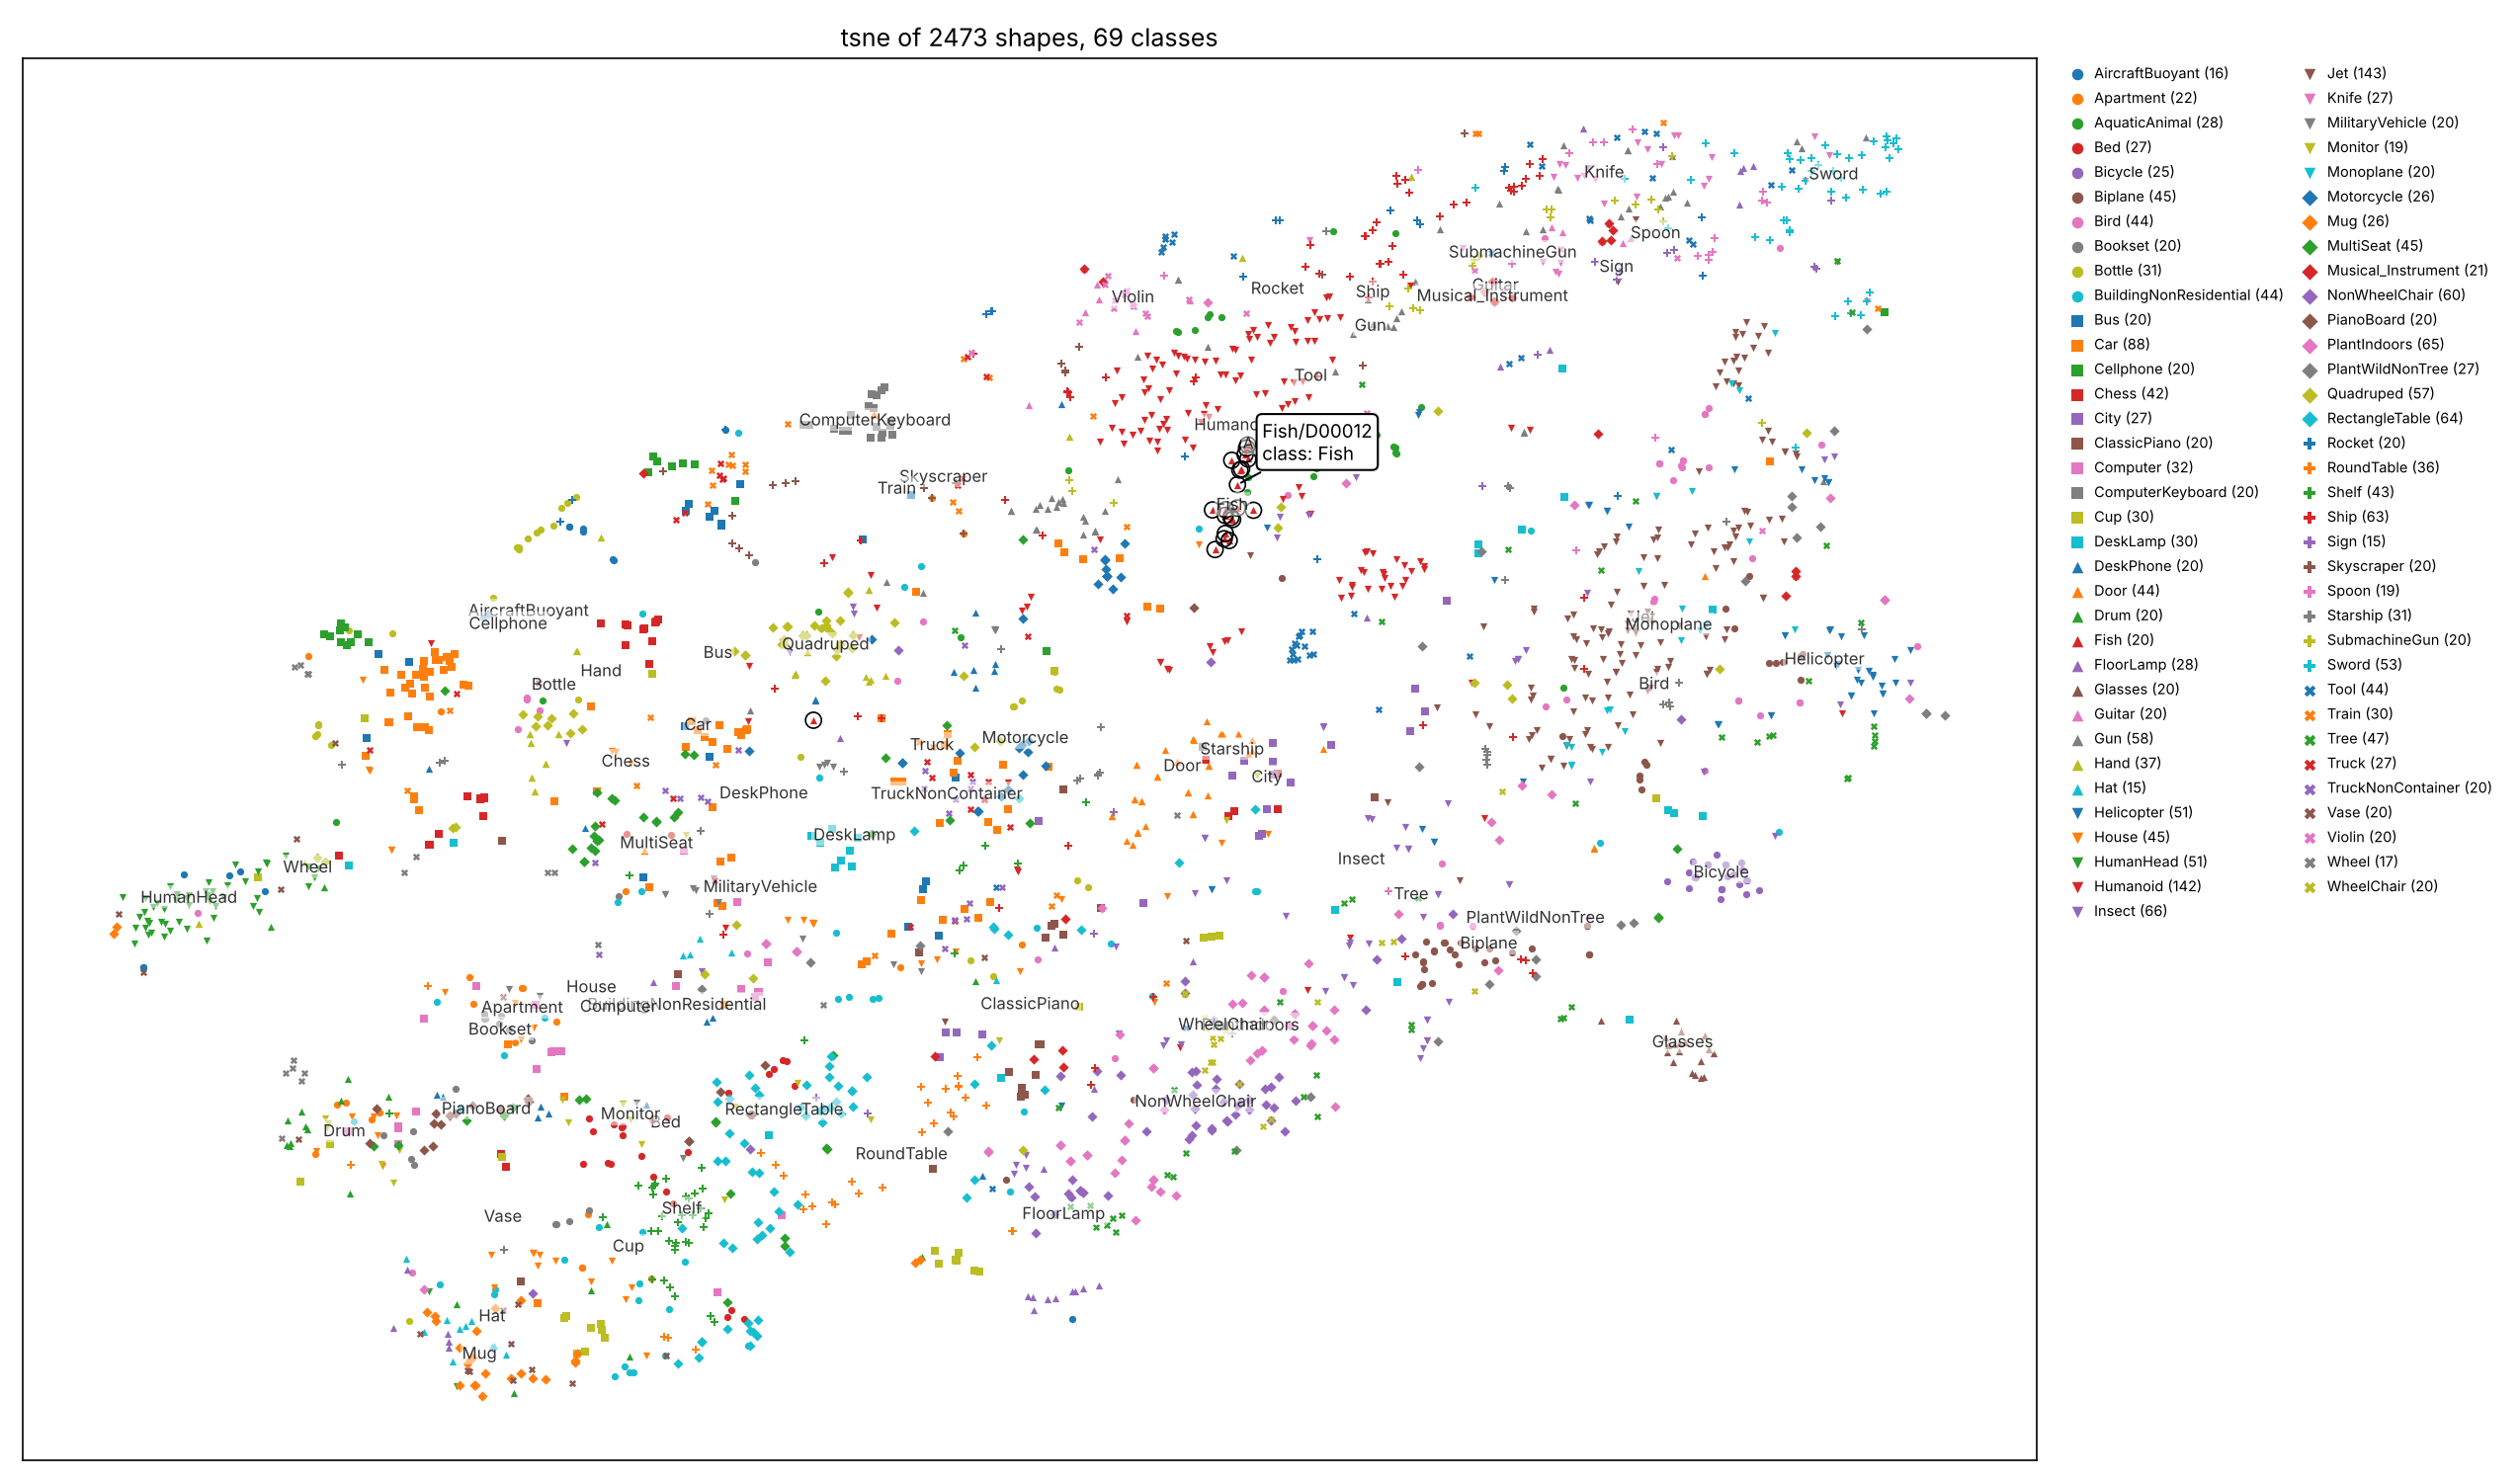 tsne of 2473 shapes, 69 classes
Knife
Sword
Spoon
SubmachineGun
Sign
Rocket
Ship
Guitar
Violin
Musical_Instrument
Gun
Tool
ComputerKeyboard
Fish/D00012
class: Fish
Skyscraper
Train
Fish
AircraftBuoyant
Cellphone
Monoplane
Quadruped
Bus
Helicopter
Hand
Bottle
Bird
Car
Motorcycle
Truck
Starship
Chess
Door
City
DeskPhone
TruckNonContainer
DeskLamp
MultiSeat
Insect
Wheel
Bicycle
MilitaryVehicle
HumanHead
Tree
PlantWildNonTree
Biplane
House
Apartment
Computer
ClassicPiano
Bookset
WheelChair
Glasses
PianoBoard
Monitor
RectangleTable
NonWheelChair
Bed
Drum
RoundTable
Shelf
Vase
FloorLamp
Cup
Hat
Mug
AircraftBuoyant (16)
Apartment (22)
AquaticAnimal (28)
Bed (27)
Bicycle (25)
Biplane (45)
Bird (44)
Bookset (20)
Bottle (31)
BuildingNonResidential (44)
Bus (20)
Car (88)
Cellphone (20)
Chess (42)
City (27)
ClassicPiano (20)
Computer (32)
ComputerKeyboard (20)
Cup (30)
DeskLamp (30)
DeskPhone (20)
Door (44)
Drum (20)
Fish (20)
FloorLamp (28)
Glasses (20)
Guitar (20)
Gun (58)
Hand (37)
Hat (15)
Helicopter (51)
House (45)
HumanHead (51)
Humanoid (142)
Insect (66)
Jet (143)
Knife (27)
MilitaryVehicle (20)
Monitor (19)
Monoplane (20)
Motorcycle (26)
Mug (26)
MultiSeat (45)
Musical_Instrument (21)
NonWheelChair (60)
PianoBoard (20)
PlantIndoors (65)
PlantWildNonTree (27)
Quadruped (57)
RectangleTable (64)
Rocket (20)
RoundTable (36)
Shelf (43)
Ship (63)
Sign (15)
Skyscraper (20)
Spoon (19)
Starship (31)
SubmachineGun (20)
Sword (53)
Tool (44)
Train (30)
Tree (47)
Truck (27)
TruckNonContainer (20)
Vase (20)
Violin (20)
Wheel (17)
WheelChair (20)